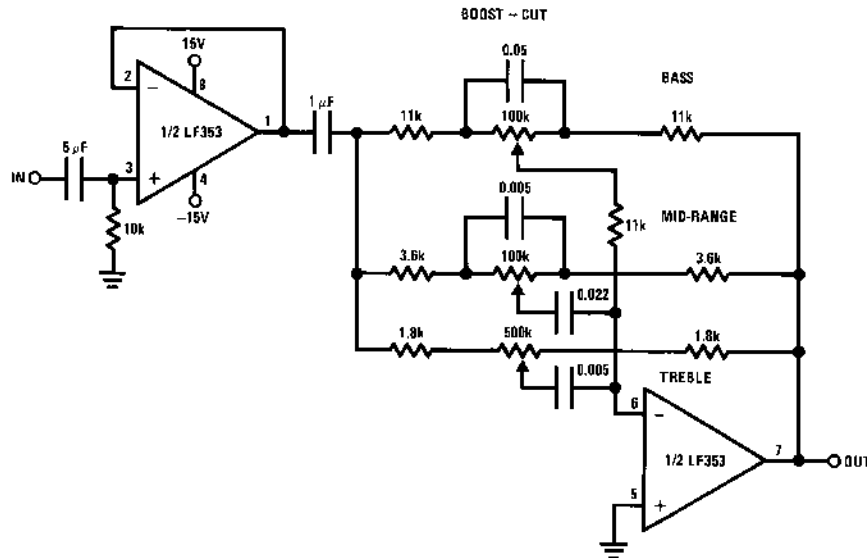 BOOST – CUT
0.05
15V
BASS
2
8
1 μF
11k
100k
11k
1/2 LF353
1
5 μF
IN
3
4
–15V
10k
0.005
11k
MID-RANGE
3.6k
100k
3.6k
0.022
1.8k
500k
1.8k
0.005
TREBLE
6
1/2 LF353
7
OUT
5
−
+
−
+